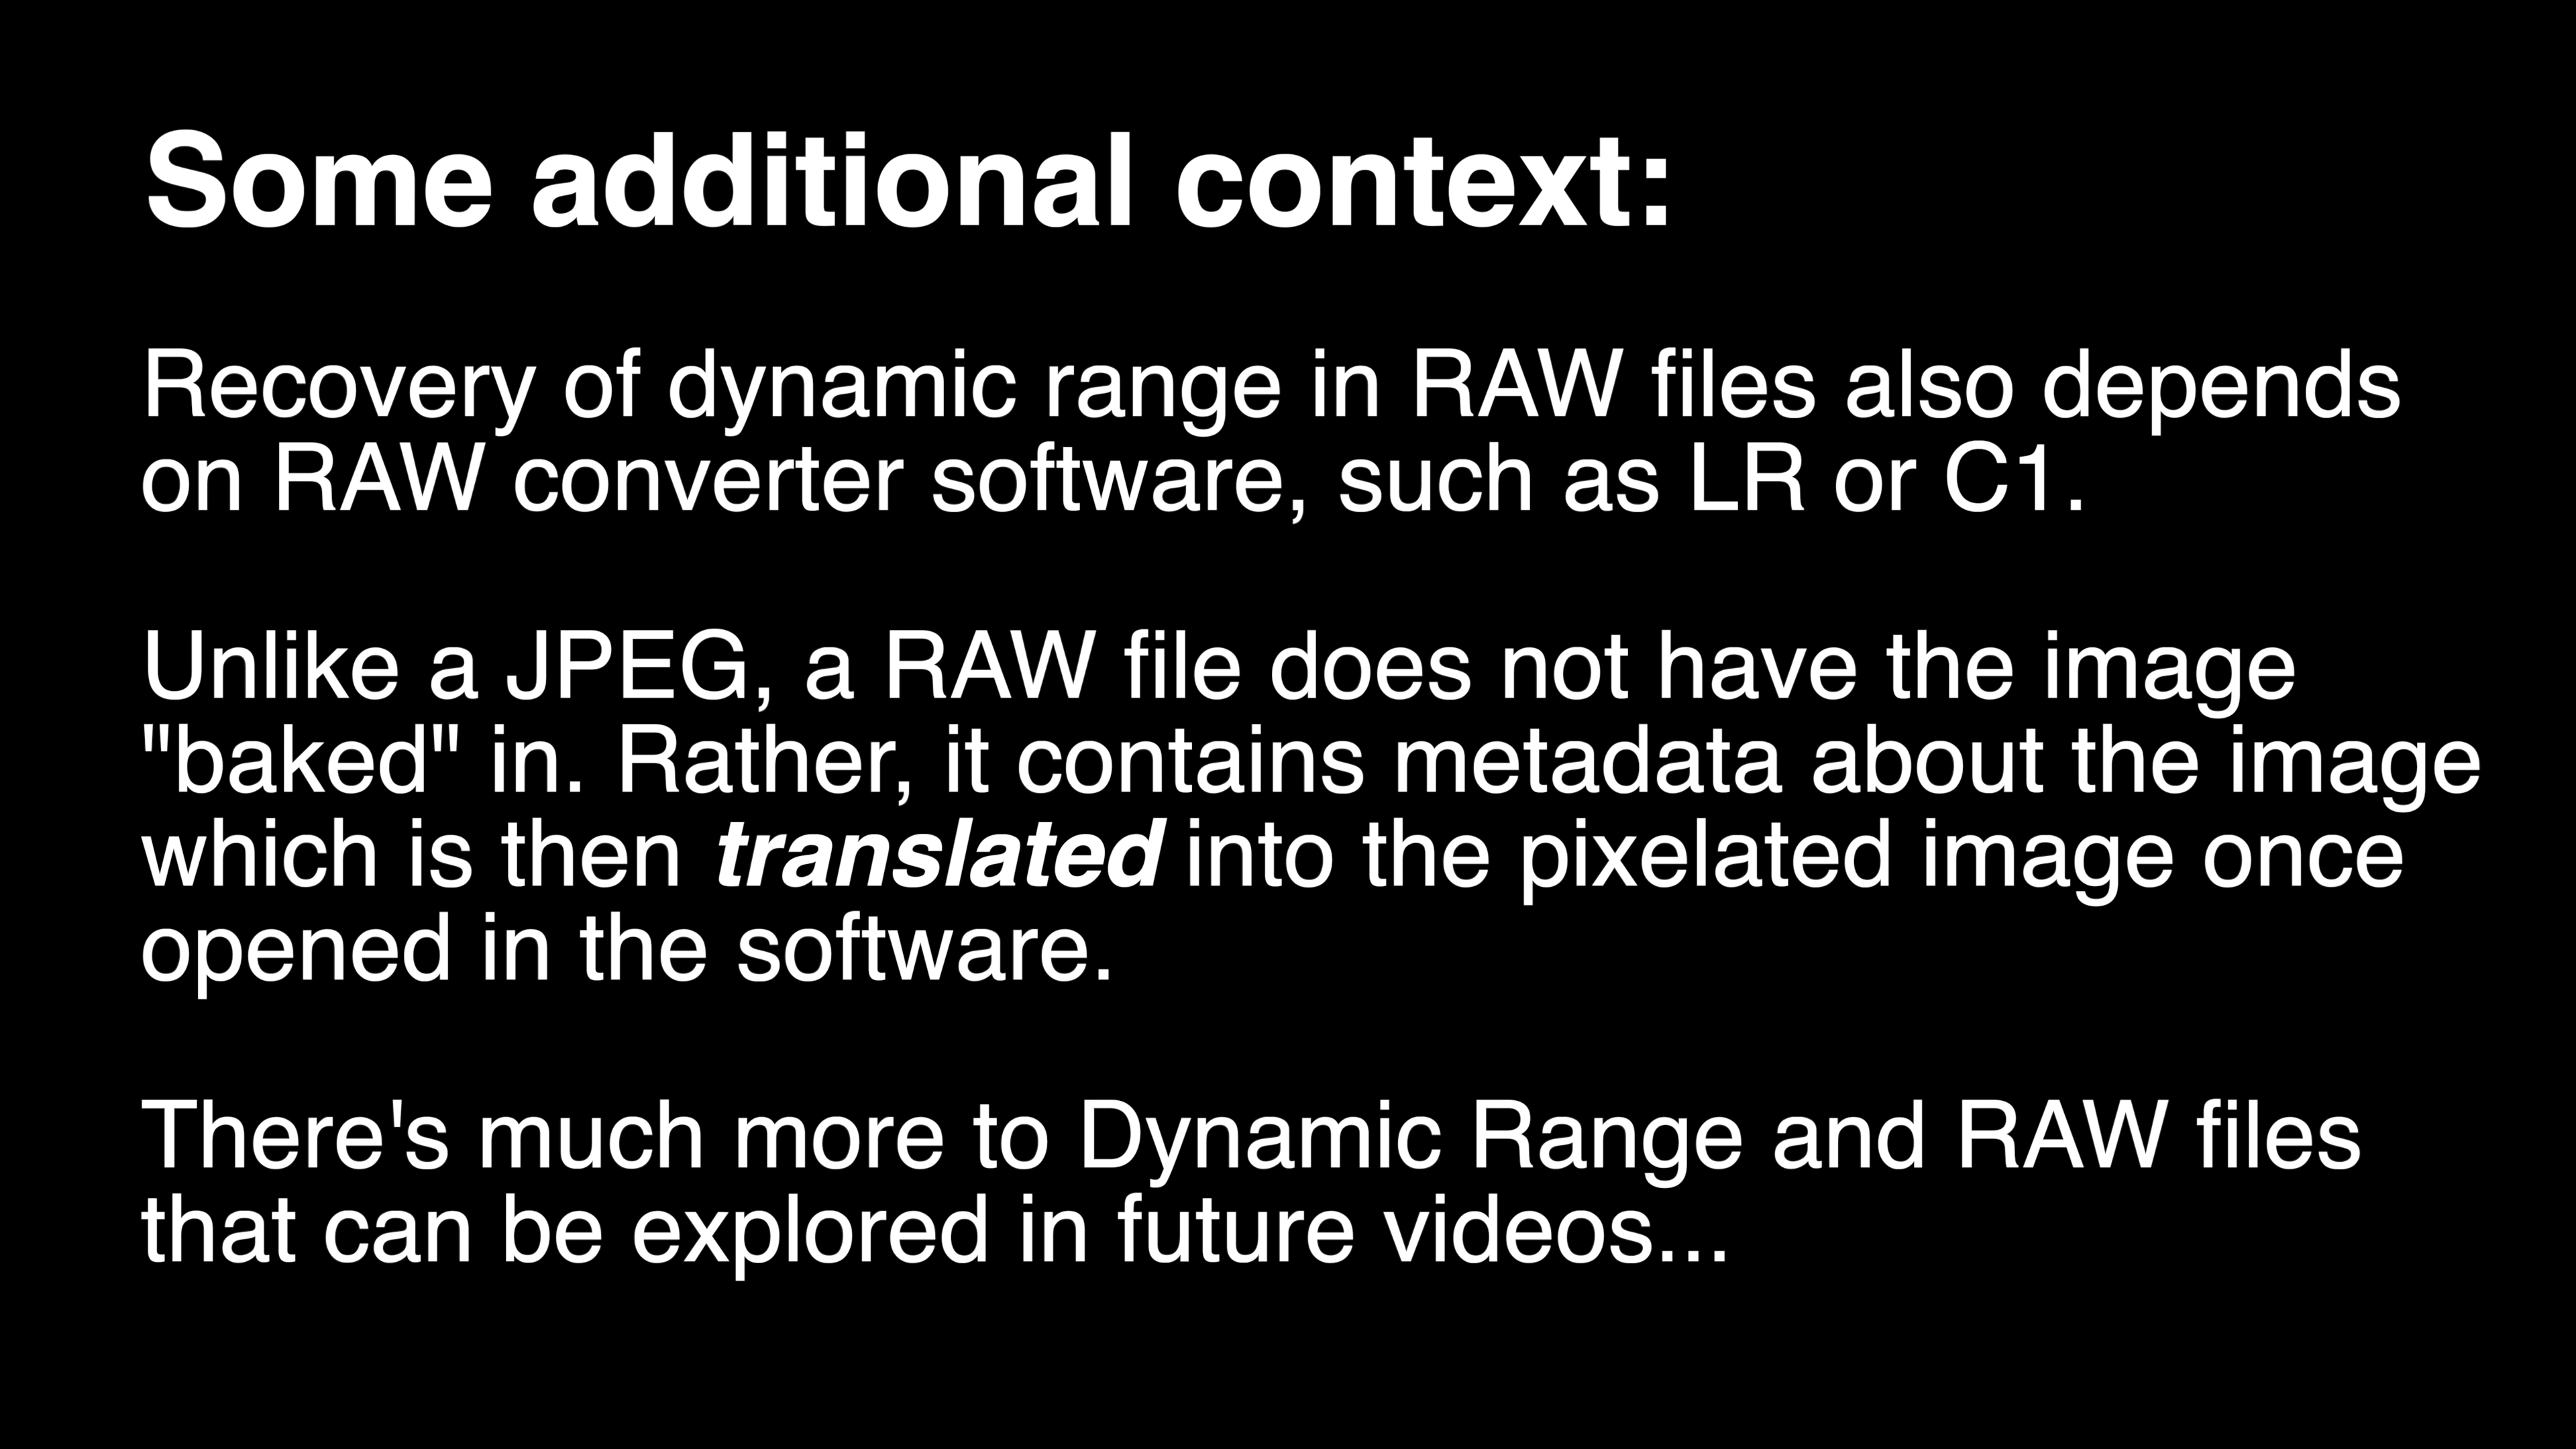 Some additional context:
Recovery of dynamic range in RAW files also depends
on RAW converter software, such as LR or C1.
Unlike a JPEG, a RAW file does not have the image
"baked" in. Rather, it contains metadata about the image
which is then translated into the pixelated image once
opened in the software.
There's much more to Dynamic Range and RAW files
that can be explored in future videos...